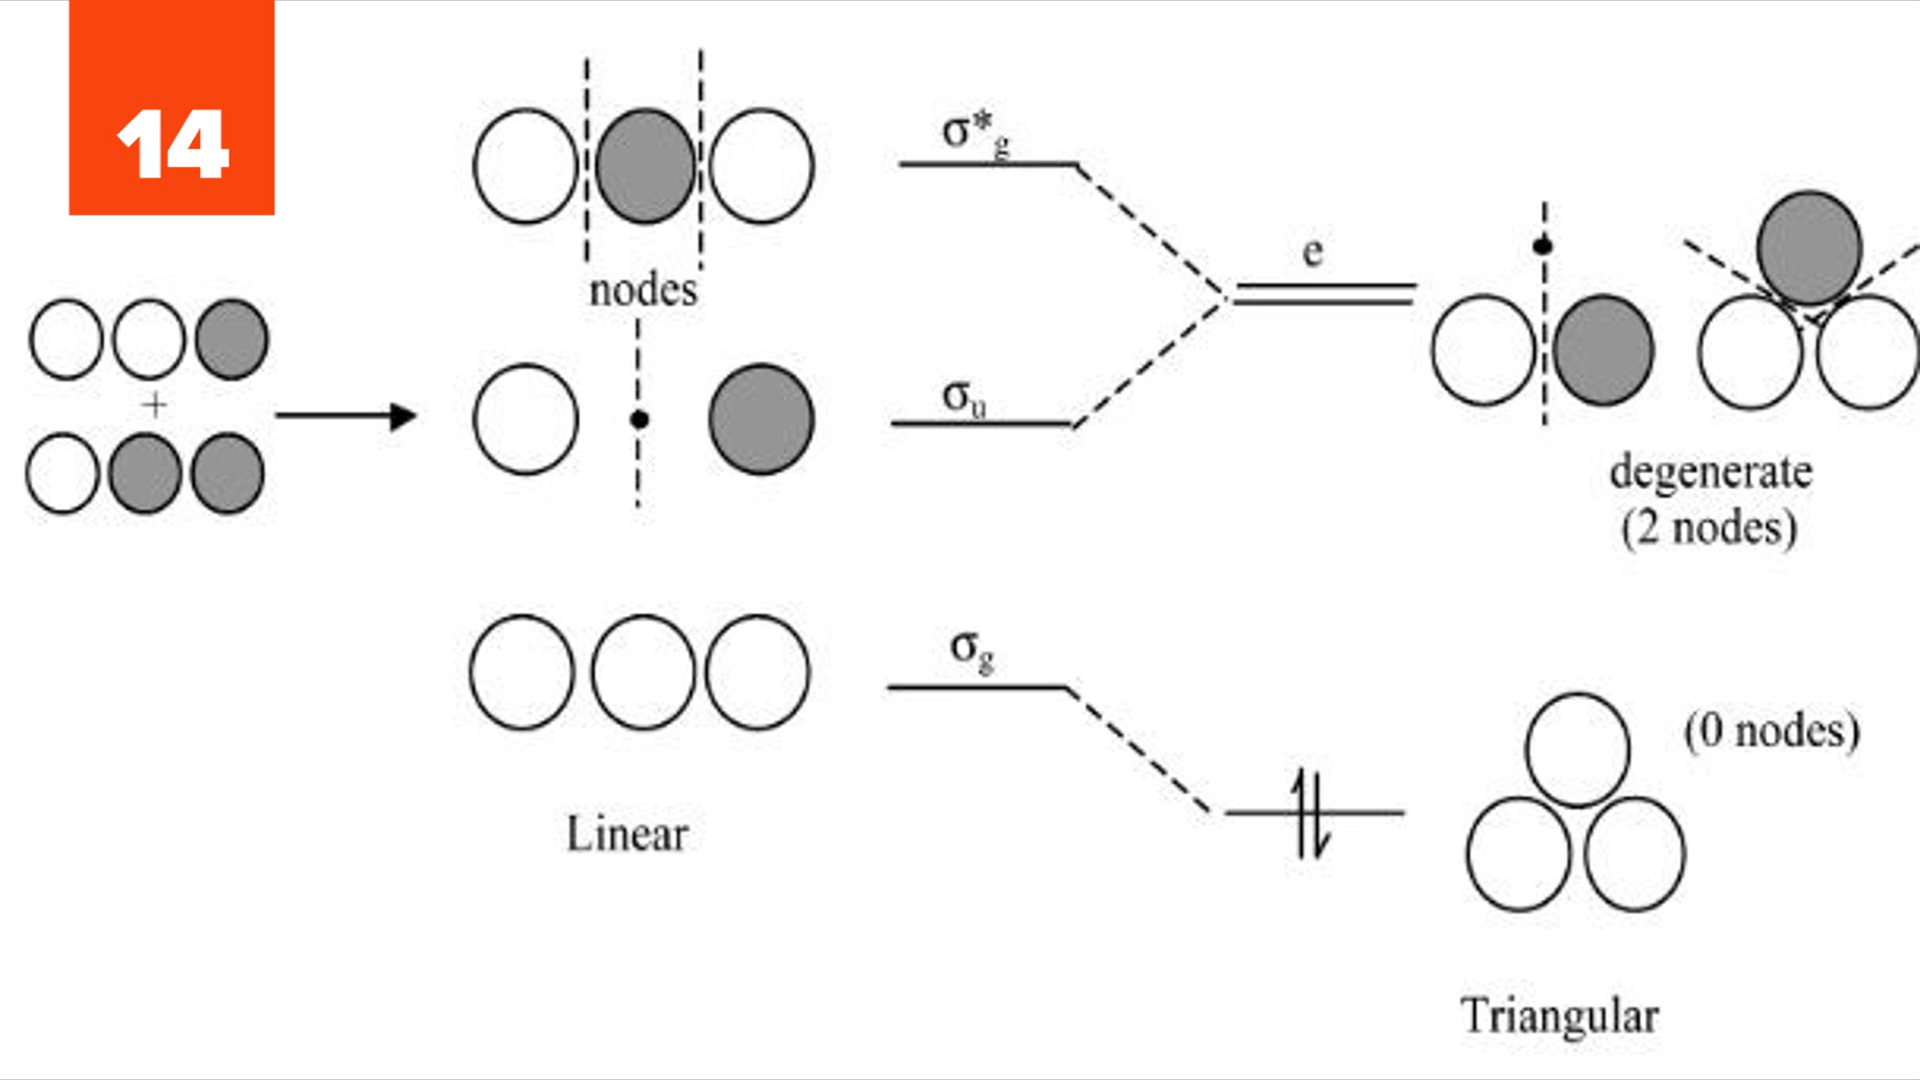 14
σ*g
nodes
e
+
σu
degenerate
(2 nodes)
σg
(0 nodes)
Linear
Triangular